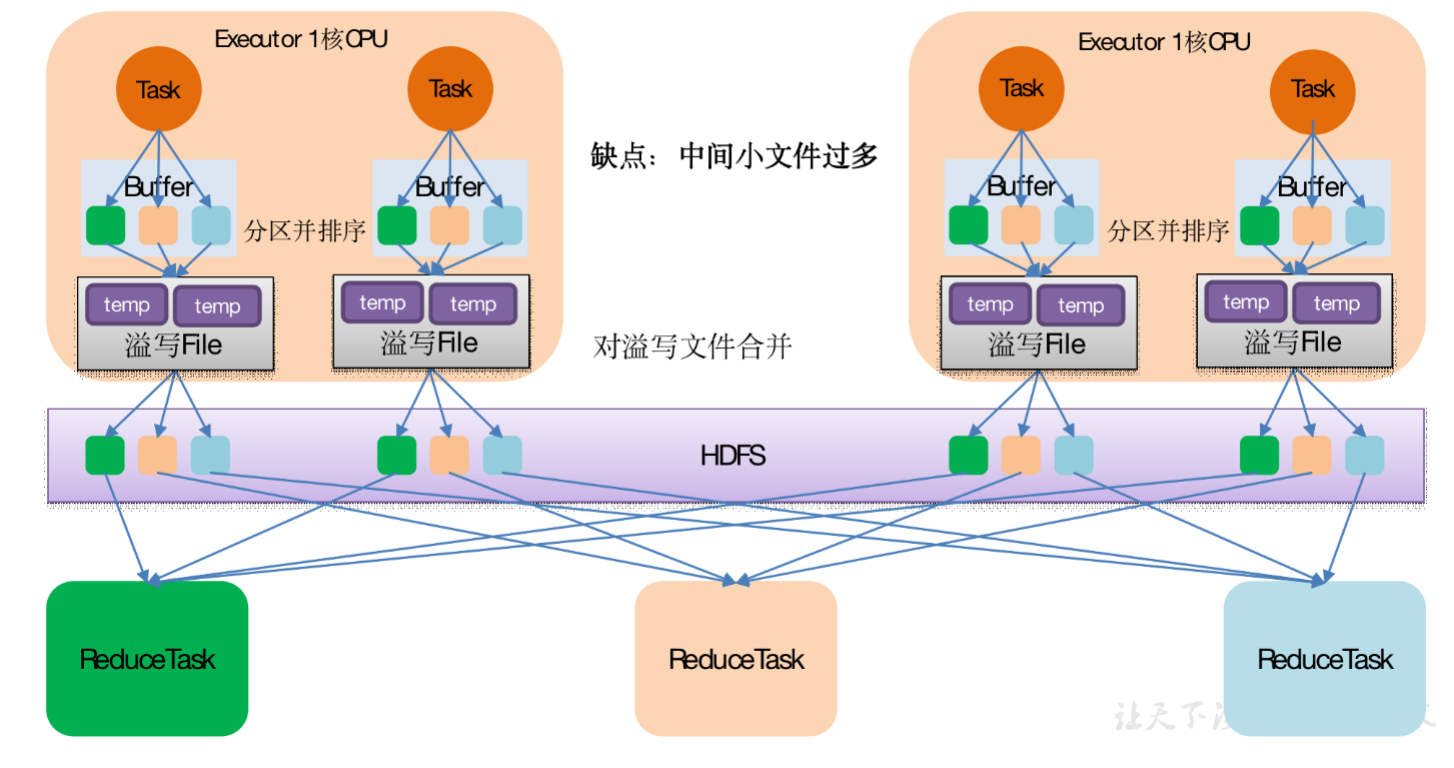 Executor 1核CPU
Executor 1核CPU
Task
Task
Task
Task
缺点：中间小文件过多
Buffer
Buffer
Buffer
Buffer
分区并排序
分区并排序
temp
temp
temp
temp
temp
temp
temp
temp
溢写File
溢写File
对溢写文件合并
溢写File
溢写File
HDFS
ReduceTask
ReduceTask
ReduceTask
让天下